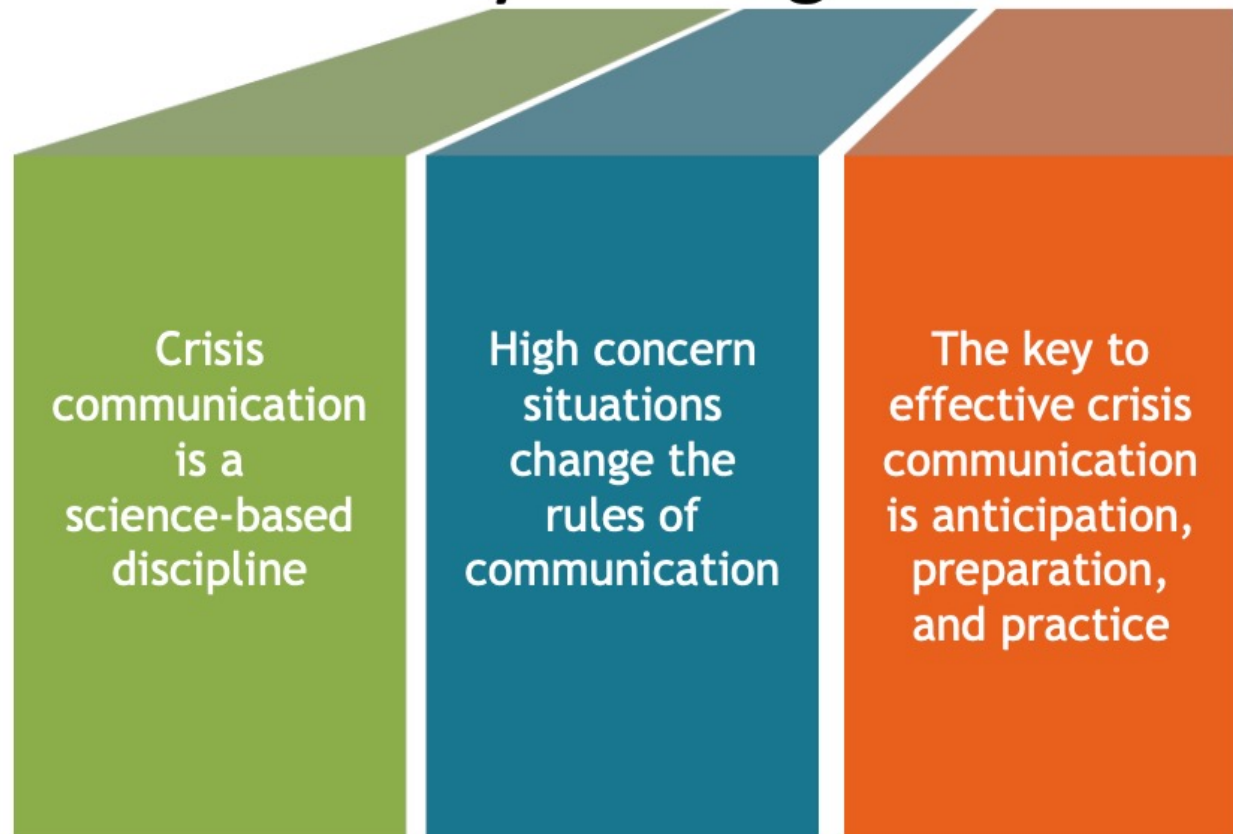 Crisis
communication
is a
science-based
discipline
High concern
situations
change the
rules of
communication
The key to
effective crisis
communication
is anticipation,
preparation,
and practice